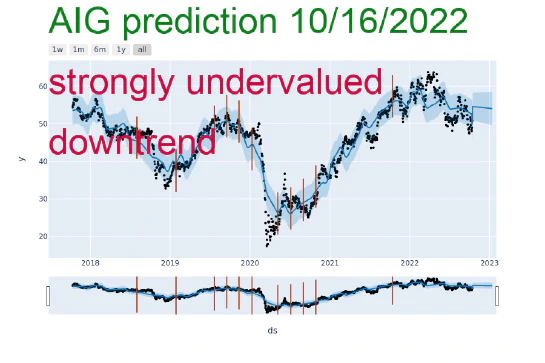 AIG prediction 10/16/2022
1w 1m 6m 1y all
strongly undervalued
downtrend
60
50
40
30
20
y
2018 2019 2020 2021 2022 2023
ds